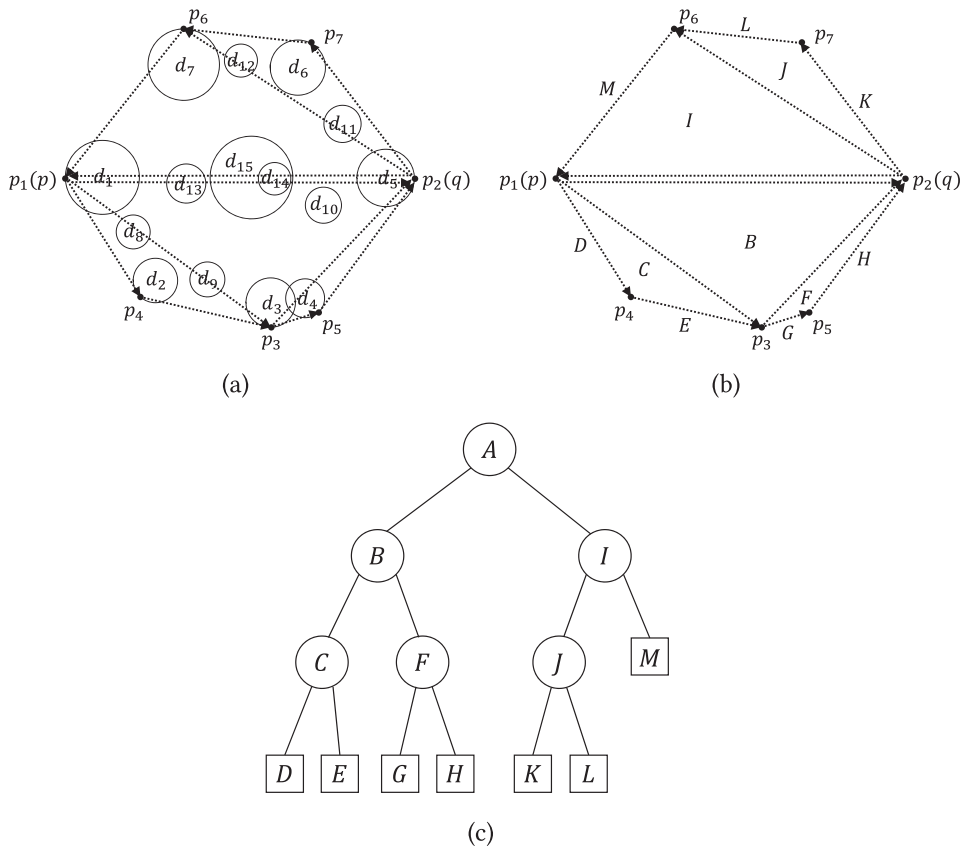 p₆
p₇
d₇
d₁₂
d₆
d₁₁
p₁(p)
d₁
d₁₃
d₁₅
d₁₄
d₅
p₂(q)
d₁₀
d₈
d₂
d₉
d₃
d₄
p₄
p₃
p₅
(a)
p₆
L
p₇
J
M
K
I
p₁(p)
p₂(q)
D
B
H
C
F
p₄
E
G
p₅
p₃
(b)
A
B
I
C
F
J
M
D
E
G
H
K
L
(c)